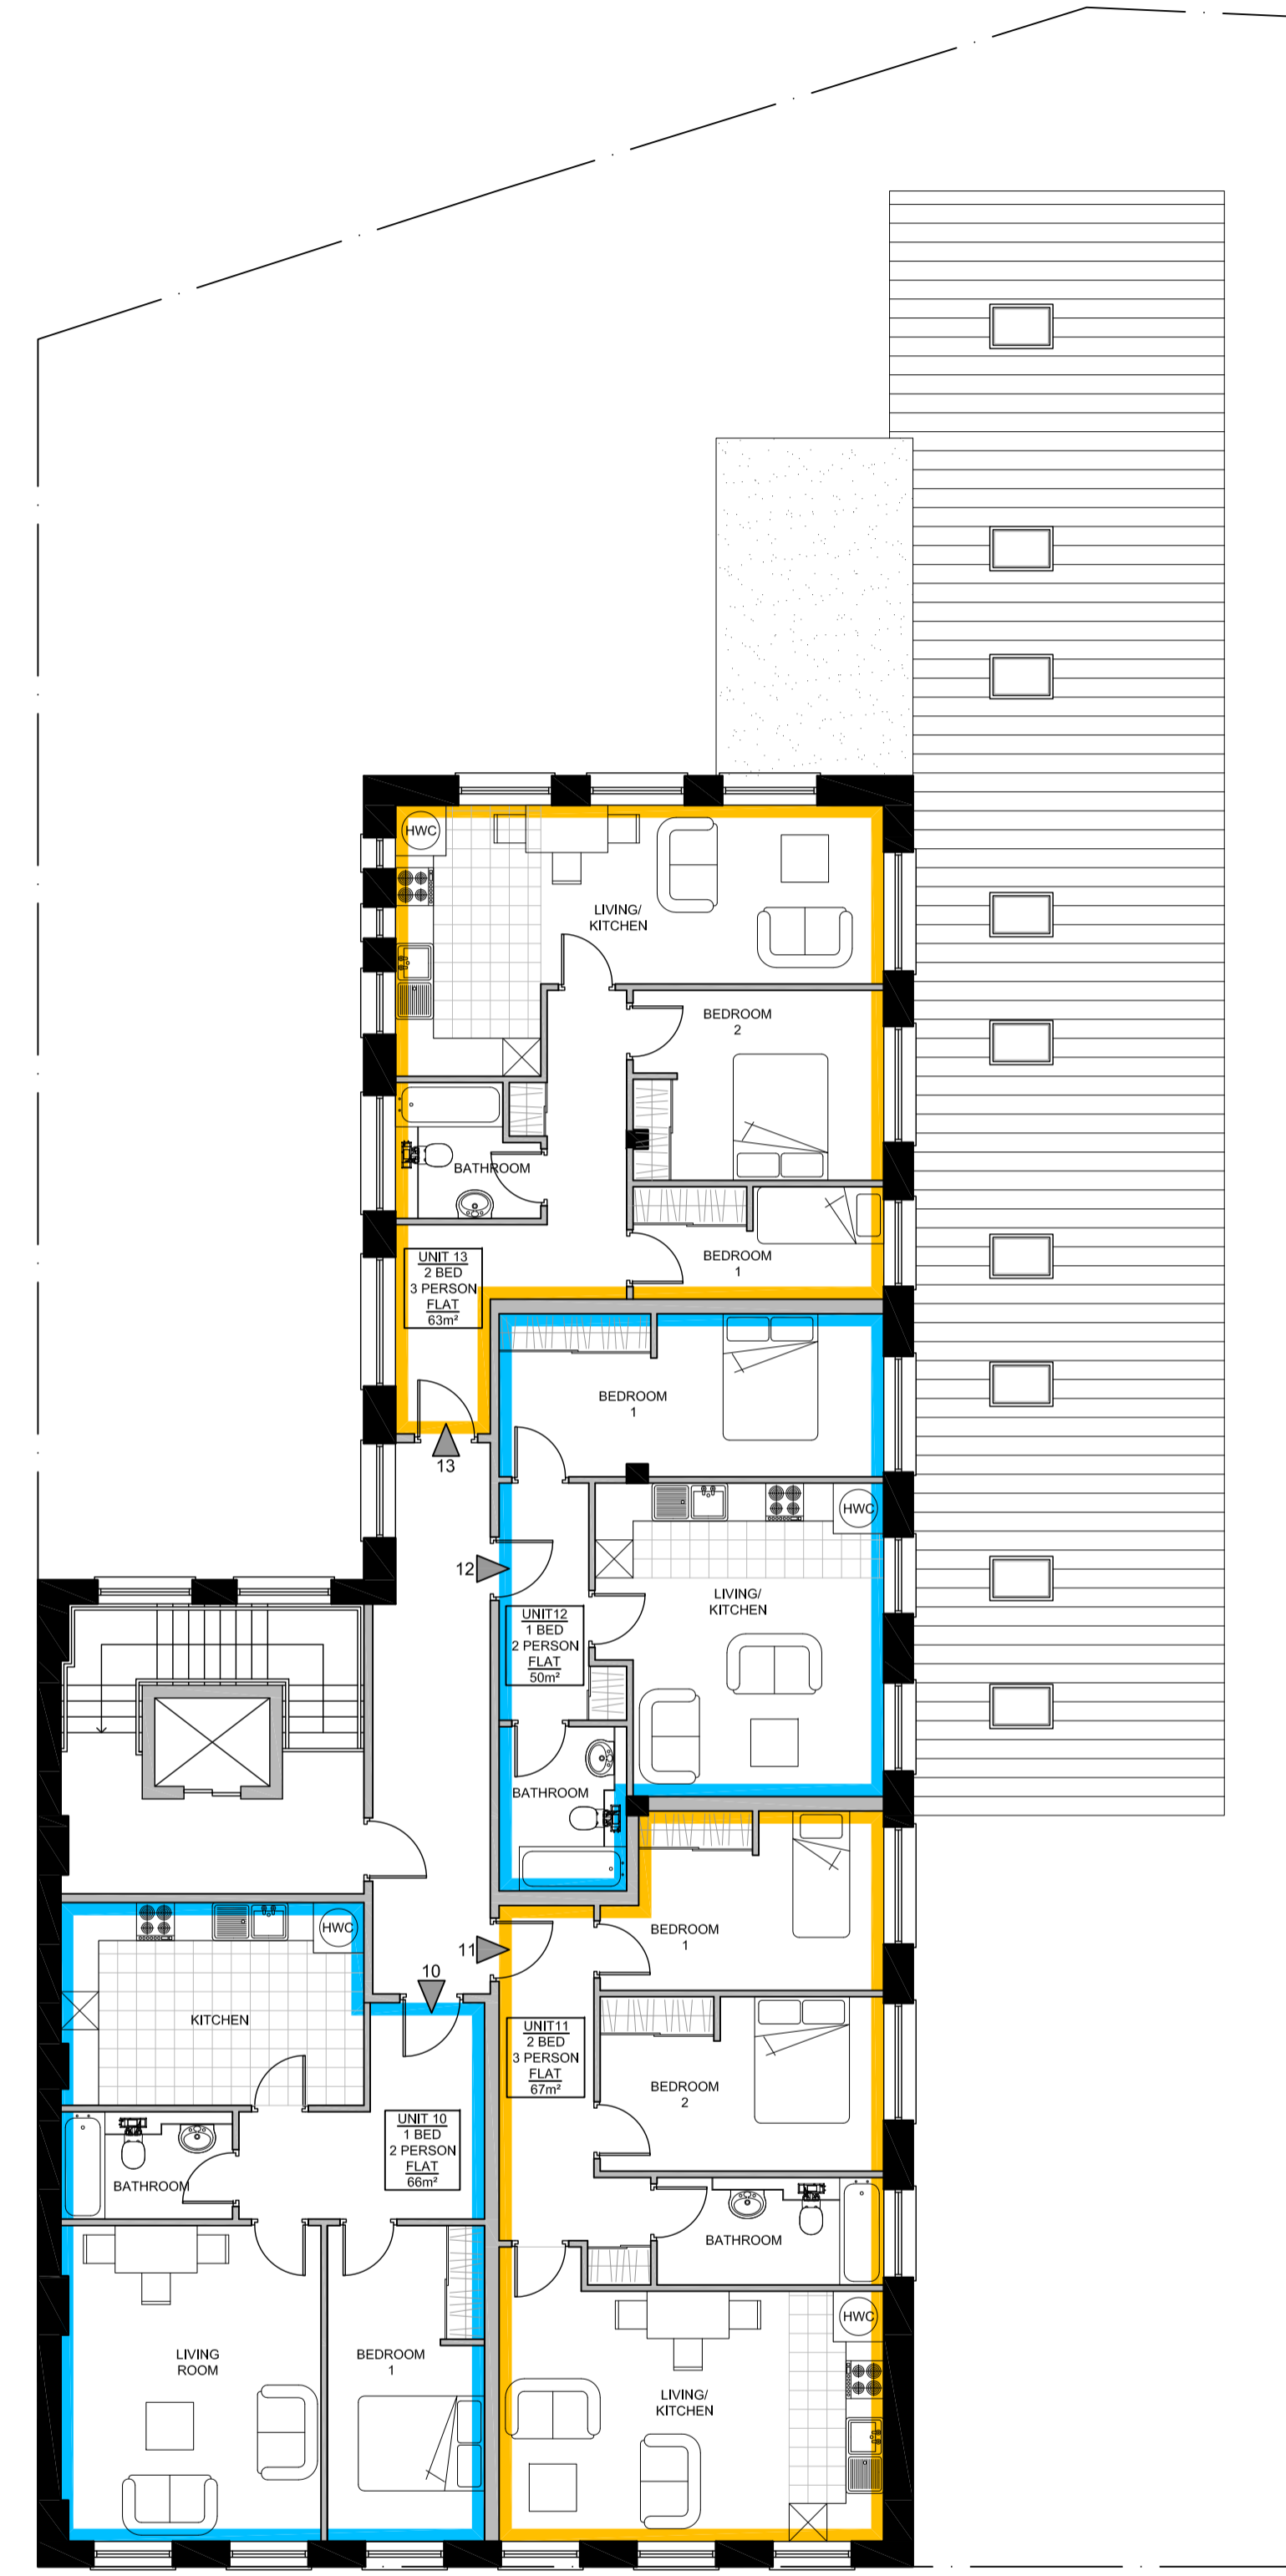 HWC
LIVING/
KITCHEN
BEDROOM
2
BATHROOM
UNIT 13
2 BED
3 PERSON
FLAT
63m²
BEDROOM
1
13
BEDROOM
1
HWC
12
LIVING/
KITCHEN
UNIT12
1 BED
2 PERSON
FLAT
50m²
BATHROOM
HWC
BEDROOM
1
11
10
KITCHEN
UNIT11
2 BED
3 PERSON
FLAT
67m²
BEDROOM
2
UNIT 10
1 BED
2 PERSON
FLAT
66m²
BATHROOM
BATHROOM
HWC
LIVING
ROOM
BEDROOM
1
LIVING/
KITCHEN